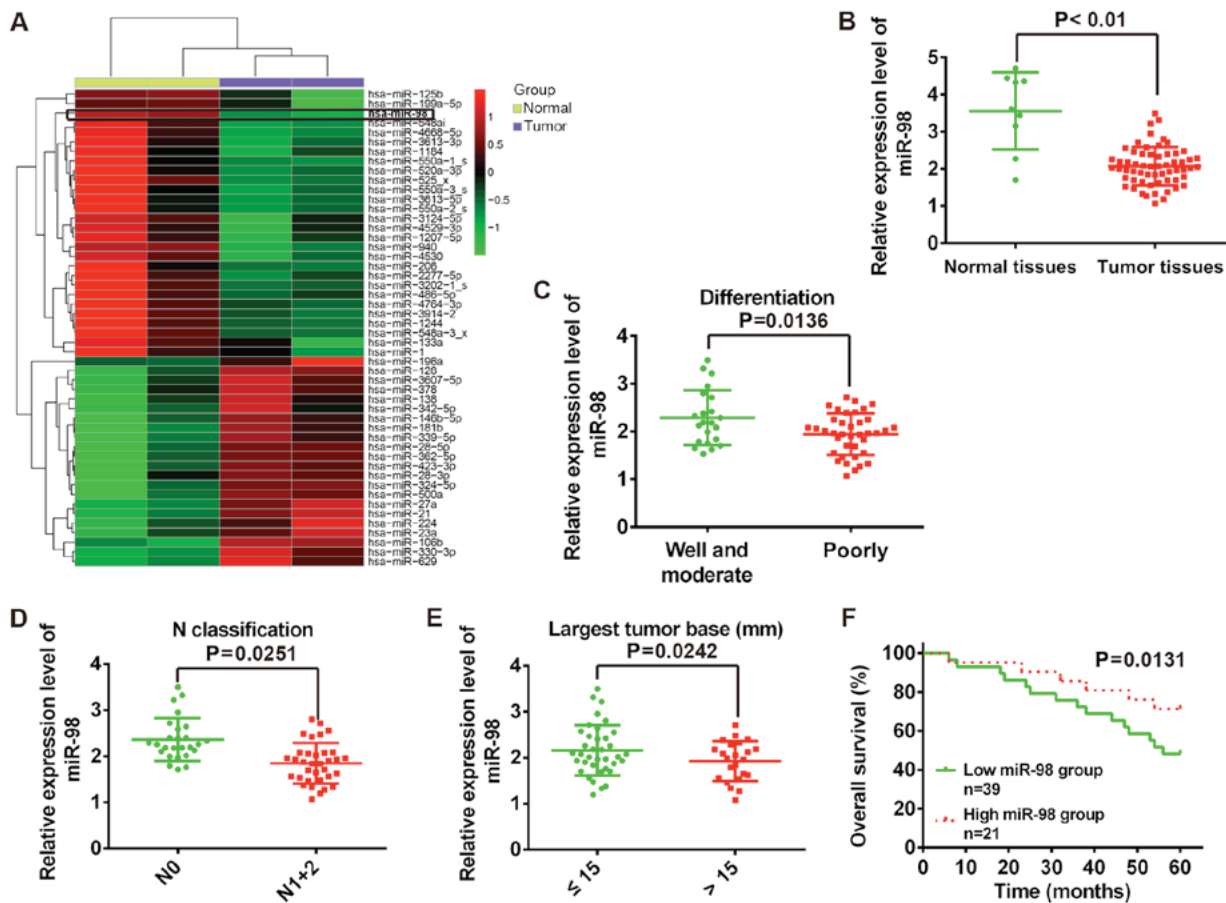 A
Group
Normal
Tumor
1
0.5
0
-0.5
-1
hsa-miR-125b
hsa-miR-199a-5p
hsa-miR-98
hsa-miR-548ai
hsa-miR-4668-5p
hsa-miR-3613-3p
hsa-miR-1184
hsa-miR-550a-1_s
hsa-miR-520a-3p
hsa-miR-525_x
hsa-miR-550a-3_s
hsa-miR-3613-5p
hsa-miR-550a-2_s
hsa-miR-3124-5p
hsa-miR-4529-3p
hsa-miR-1207-5p
hsa-miR-940
hsa-miR-4530
hsa-miR-206
hsa-miR-2277-5p
hsa-miR-3202-1_s
hsa-miR-486-5p
hsa-miR-4764-3p
hsa-miR-3914-2
hsa-miR-1244
hsa-miR-548a-3_x
hsa-miR-133a
hsa-miR-1
hsa-miR-196a
hsa-miR-3607-5p
hsa-miR-378
hsa-miR-138
hsa-miR-342-5p
hsa-miR-146b-5p
hsa-miR-181b
hsa-miR-339-5p
hsa-miR-28-5p
hsa-miR-362-5p
hsa-miR-423-3p
hsa-miR-28-3p
hsa-miR-324-5p
hsa-miR-500a
hsa-miR-27a
hsa-miR-21
hsa-miR-224
hsa-miR-23a
hsa-miR-106b
hsa-miR-330-3p
hsa-miR-629
B
P< 0.01
Relative expression level of
miR-98
5
4
3
2
1
0
Normal tissues
Tumor tissues
C
Differentiation
P=0.0136
Relative expression level of
miR-98
4
3
2
1
0
Well and
moderate
Poorly
D
N classification
P=0.0251
Relative expression level of
miR-98
4
3
2
1
0
N0
N1+2
E
Largest tumor base (mm)
P=0.0242
Relative expression level of
miR-98
4
3
2
1
0
≤ 15
> 15
F
P=0.0131
Overall survival (%)
100
80
60
40
20
0
Low miR-98 group
n=39
High miR-98 group
n=21
0 10 20 30 40 50 60
Time (months)